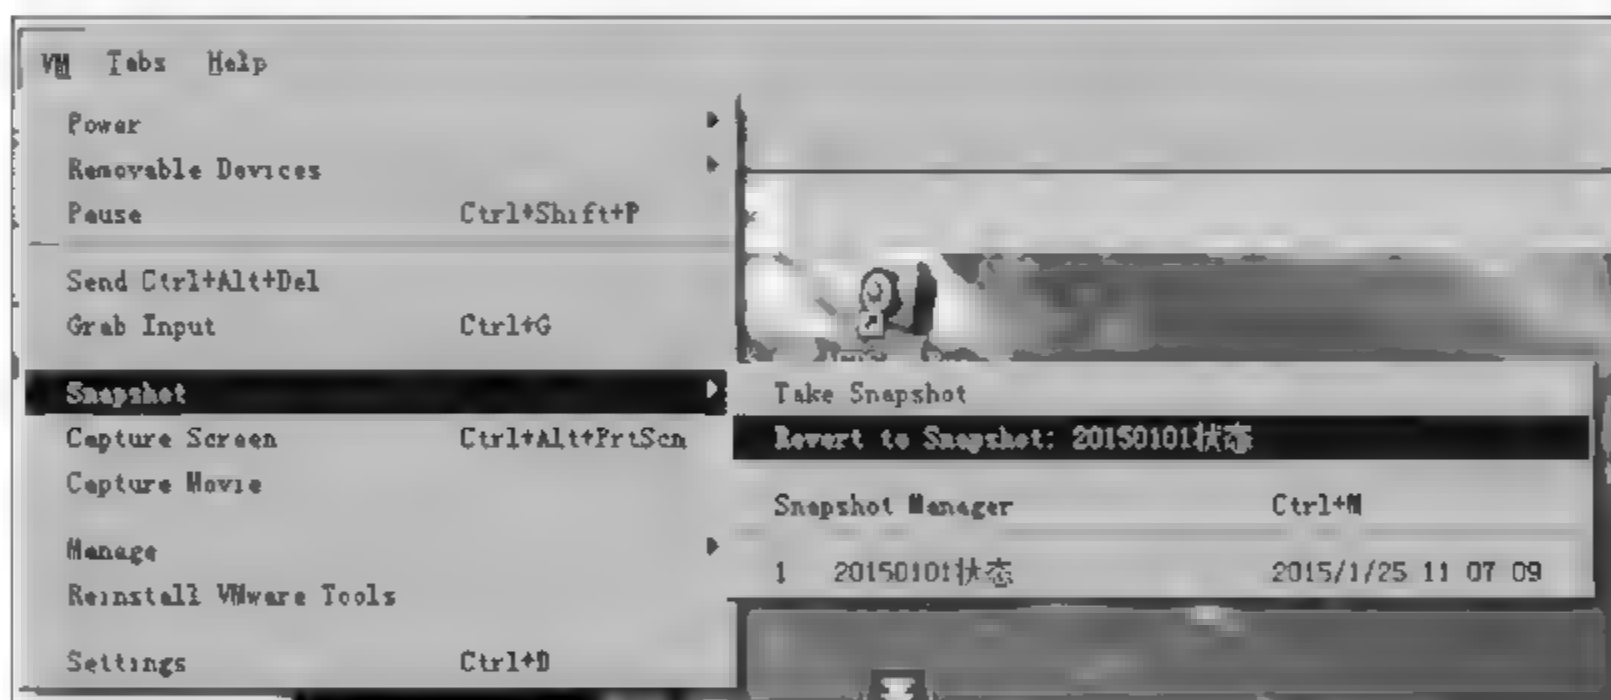 VM Tabs Help
Power
Removable Devices
Pause Ctrl+Shift+P
Send Ctrl+Alt+Del
Grab Input Ctrl+G
Snapshot
Take Snapshot
Capture Screen Ctrl+Alt+PrtScn
Revert to Snapshot: 20150101状态
Capture Movie
Snapshot Manager Ctrl+M
Manage
1 20150101状态 2015/1/25 11 07 09
Reinstall VMware Tools
Settings Ctrl+D